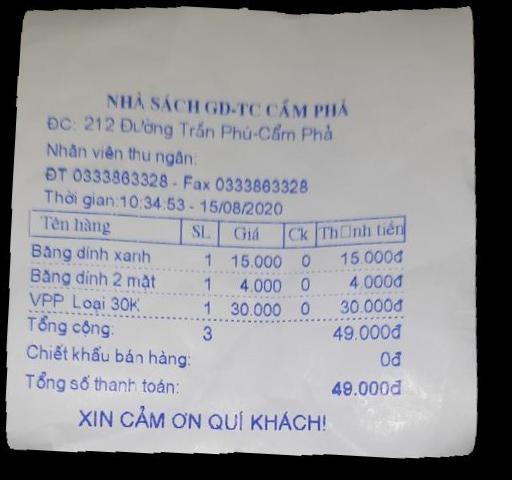 NHÀ SÁCH GD-TC CẨM PHẢ
ĐC: 212 Đường Trần Phú-Cẩm Phả
Nhân viên thu ngân:
ĐT 0333863328 - Fax 0333863328
Thời gian:10:34:53 - 15/08/2020
Tên hàng SL Giá Ck Th□nh tiền
Băng dính xanh 1 15.000 0 15.000đ
Băng dính 2 mặt 1 4.000 0 4.000đ
VPP Loại 30K 1 30.000 0 30.000đ
Tổng cộng: 3 49.000đ
Chiết khấu bán hàng: 0đ
Tổng số thanh toán: 49.000đ
XIN CẢM ƠN QUÍ KHÁCH!